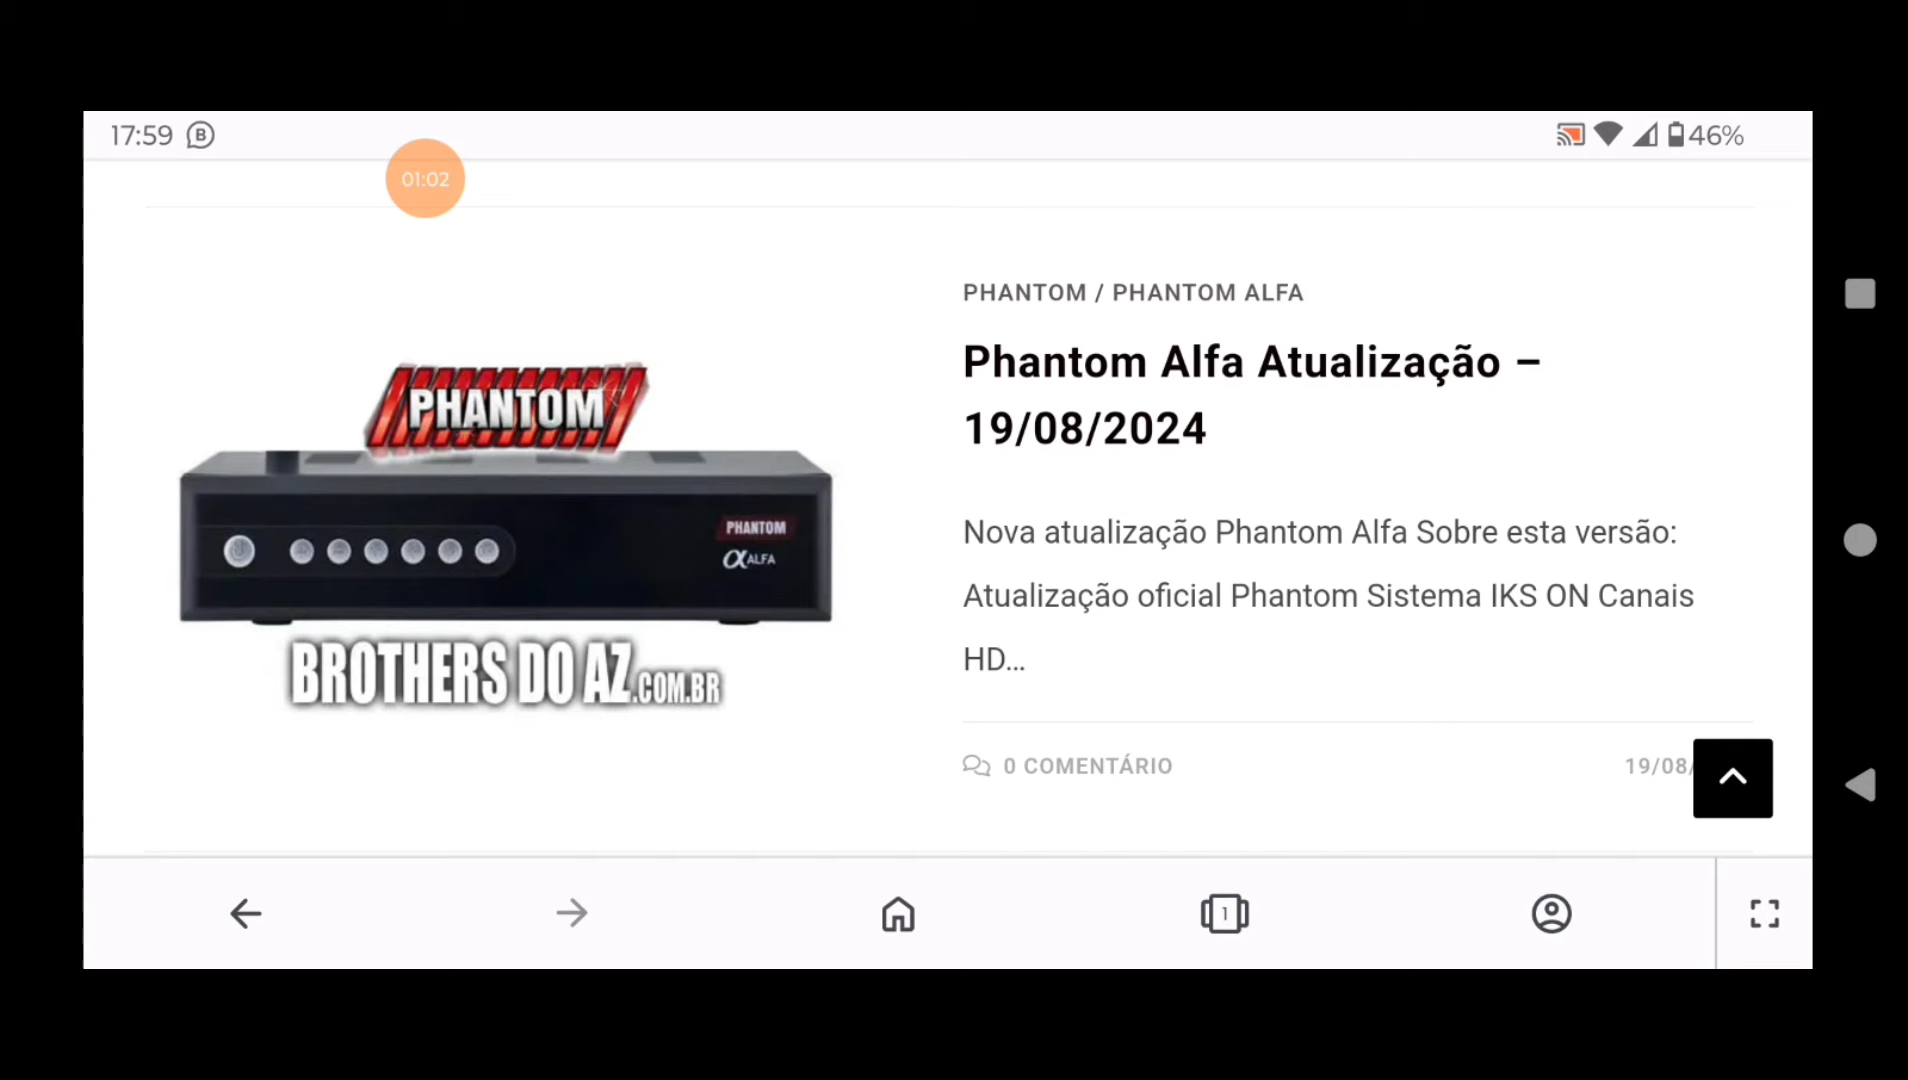 17:59
46%
01:02
PHANTOM / PHANTOM ALFA
Phantom Alfa Atualização –
19/08/2024
Nova atualização Phantom Alfa Sobre esta versão:
Atualização oficial Phantom Sistema IKS ON Canais
HD...
0 COMENTÁRIO
19/08/
PHANTOM
PHANTOM
αALFA
BROTHERS DO AZ.COM.BR
1